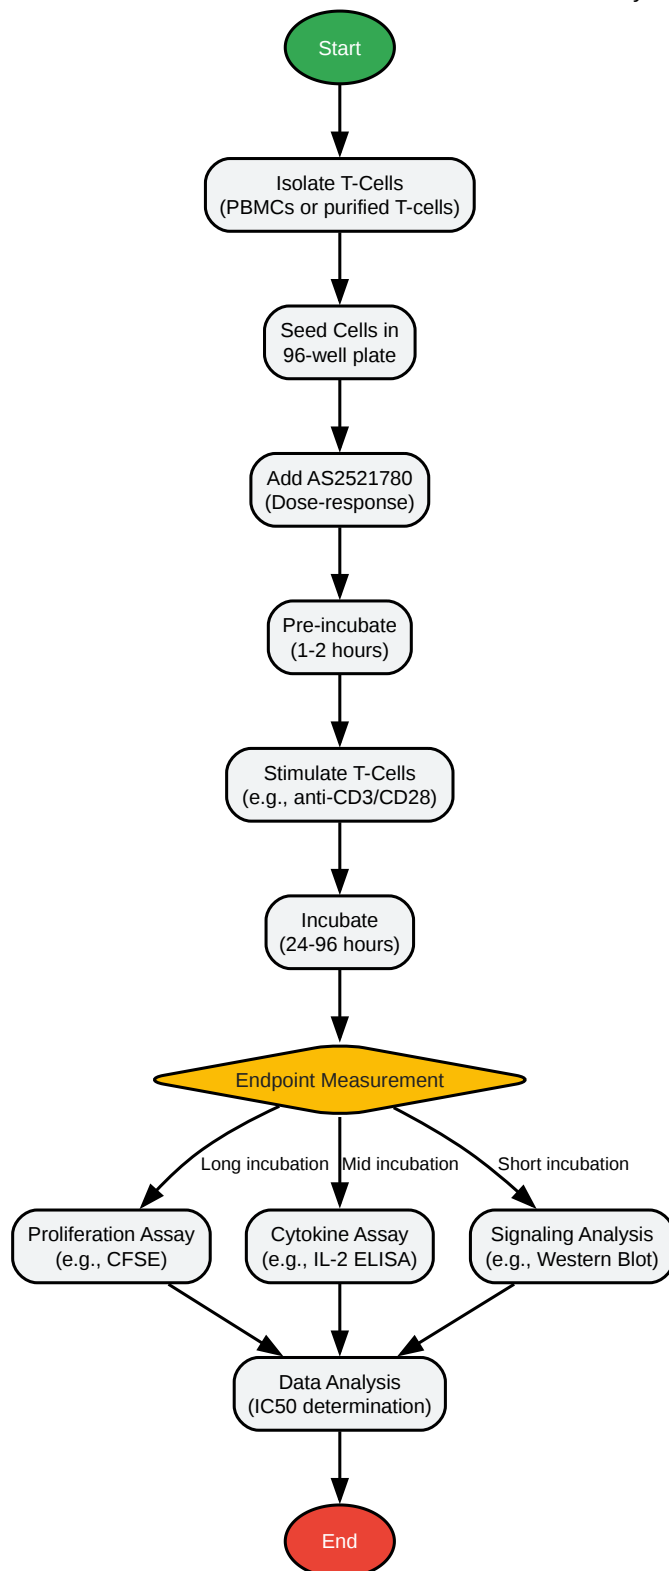 Start
Isolate T-Cells
(PBMCs or purified T-cells)
Seed Cells in
96-well plate
Add AS2521780
(Dose-response)
Pre-incubate
(1-2 hours)
Stimulate T-Cells
(e.g., anti-CD3/CD28)
Incubate
(24-96 hours)
Endpoint Measurement
Long incubation
Mid incubation
Short incubation
Proliferation Assay
(e.g., CFSE)
Cytokine Assay
(e.g., IL-2 ELISA)
Signaling Analysis
(e.g., Western Blot)
Data Analysis
(IC50 determination)
End